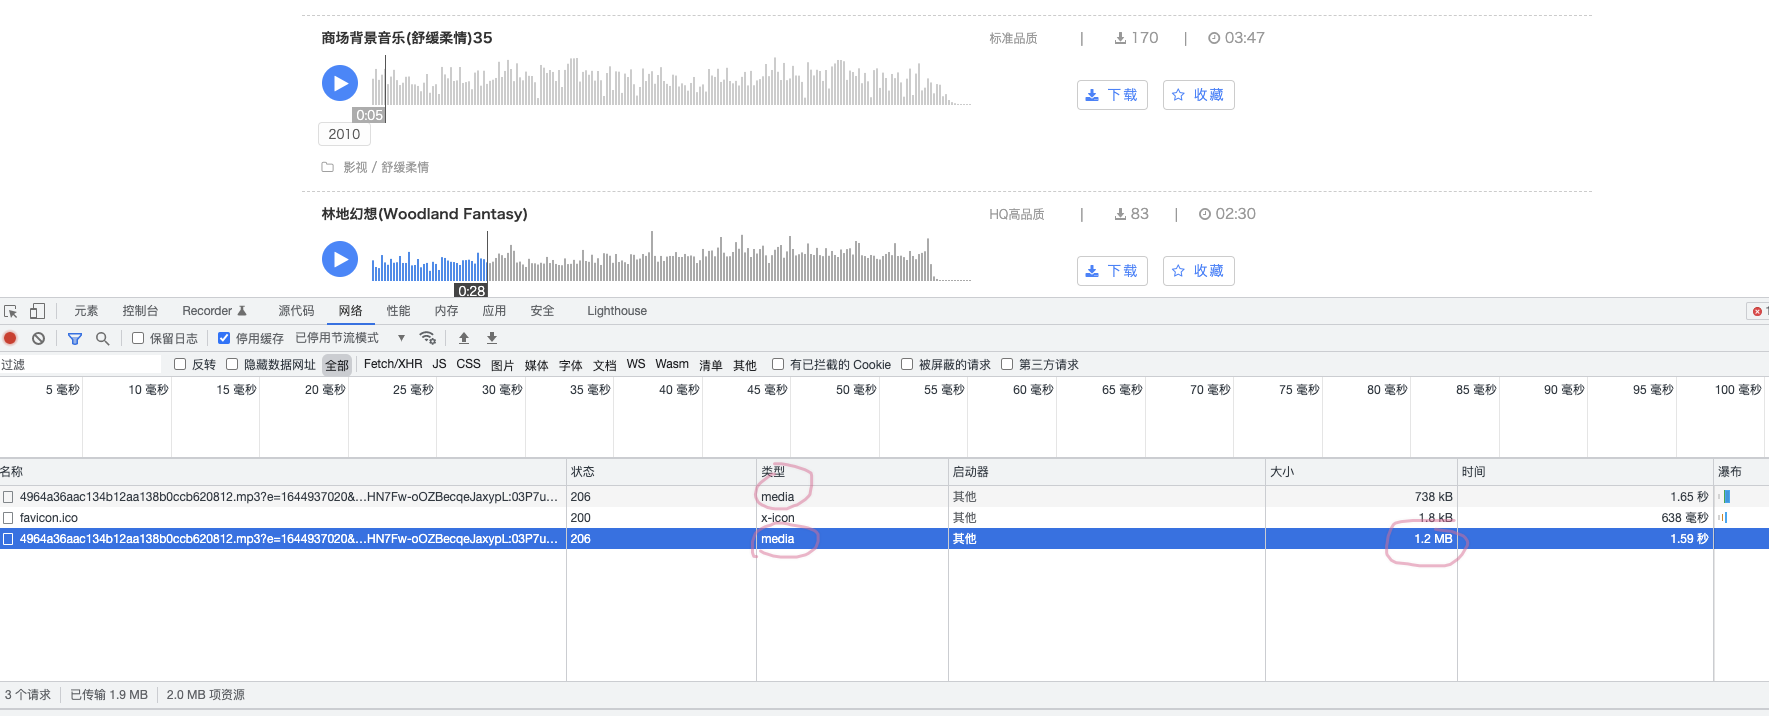 商场背景音乐(舒缓柔情)35 标准品质 | 170 | 03:47
下载 收藏
0:05
2010
影视 / 舒缓柔情
林地幻想(Woodland Fantasy) HQ高品质 | 83 | 02:30
下载 收藏
0:28
元素 控制台 Recorder 源代码 网络 性能 内存 应用 安全 Lighthouse 1
保留日志 停用缓存 已停用节流模式
过滤 反转 隐藏数据网址 全部 Fetch/XHR JS CSS 图片 媒体 字体 文档 WS Wasm 清单 其他 有已拦截的 Cookie 被屏蔽的请求 第三方请求
5 毫秒 10 毫秒 15 毫秒 20 毫秒 25 毫秒 30 毫秒 35 毫秒 40 毫秒 45 毫秒 50 毫秒 55 毫秒 60 毫秒 65 毫秒 70 毫秒 75 毫秒 80 毫秒 85 毫秒 90 毫秒 95 毫秒 100 毫秒
名称 状态 类型 启动器 大小 时间 瀑布
4964a36aac134b12aa138b0ccb620812.mp3?e=1644937020&...HN7Fw-oOZBecqeJaxypL:03P7u... 206 media 其他 738 kB 1.65 秒
favicon.ico 200 x-icon 其他 1.8 kB 638 毫秒
4964a36aac134b12aa138b0ccb620812.mp3?e=1644937020&...HN7Fw-oOZBecqeJaxypL:03P7u... 206 media 其他 1.2 MB 1.59 秒
3 个请求 已传输 1.9 MB 2.0 MB 项资源